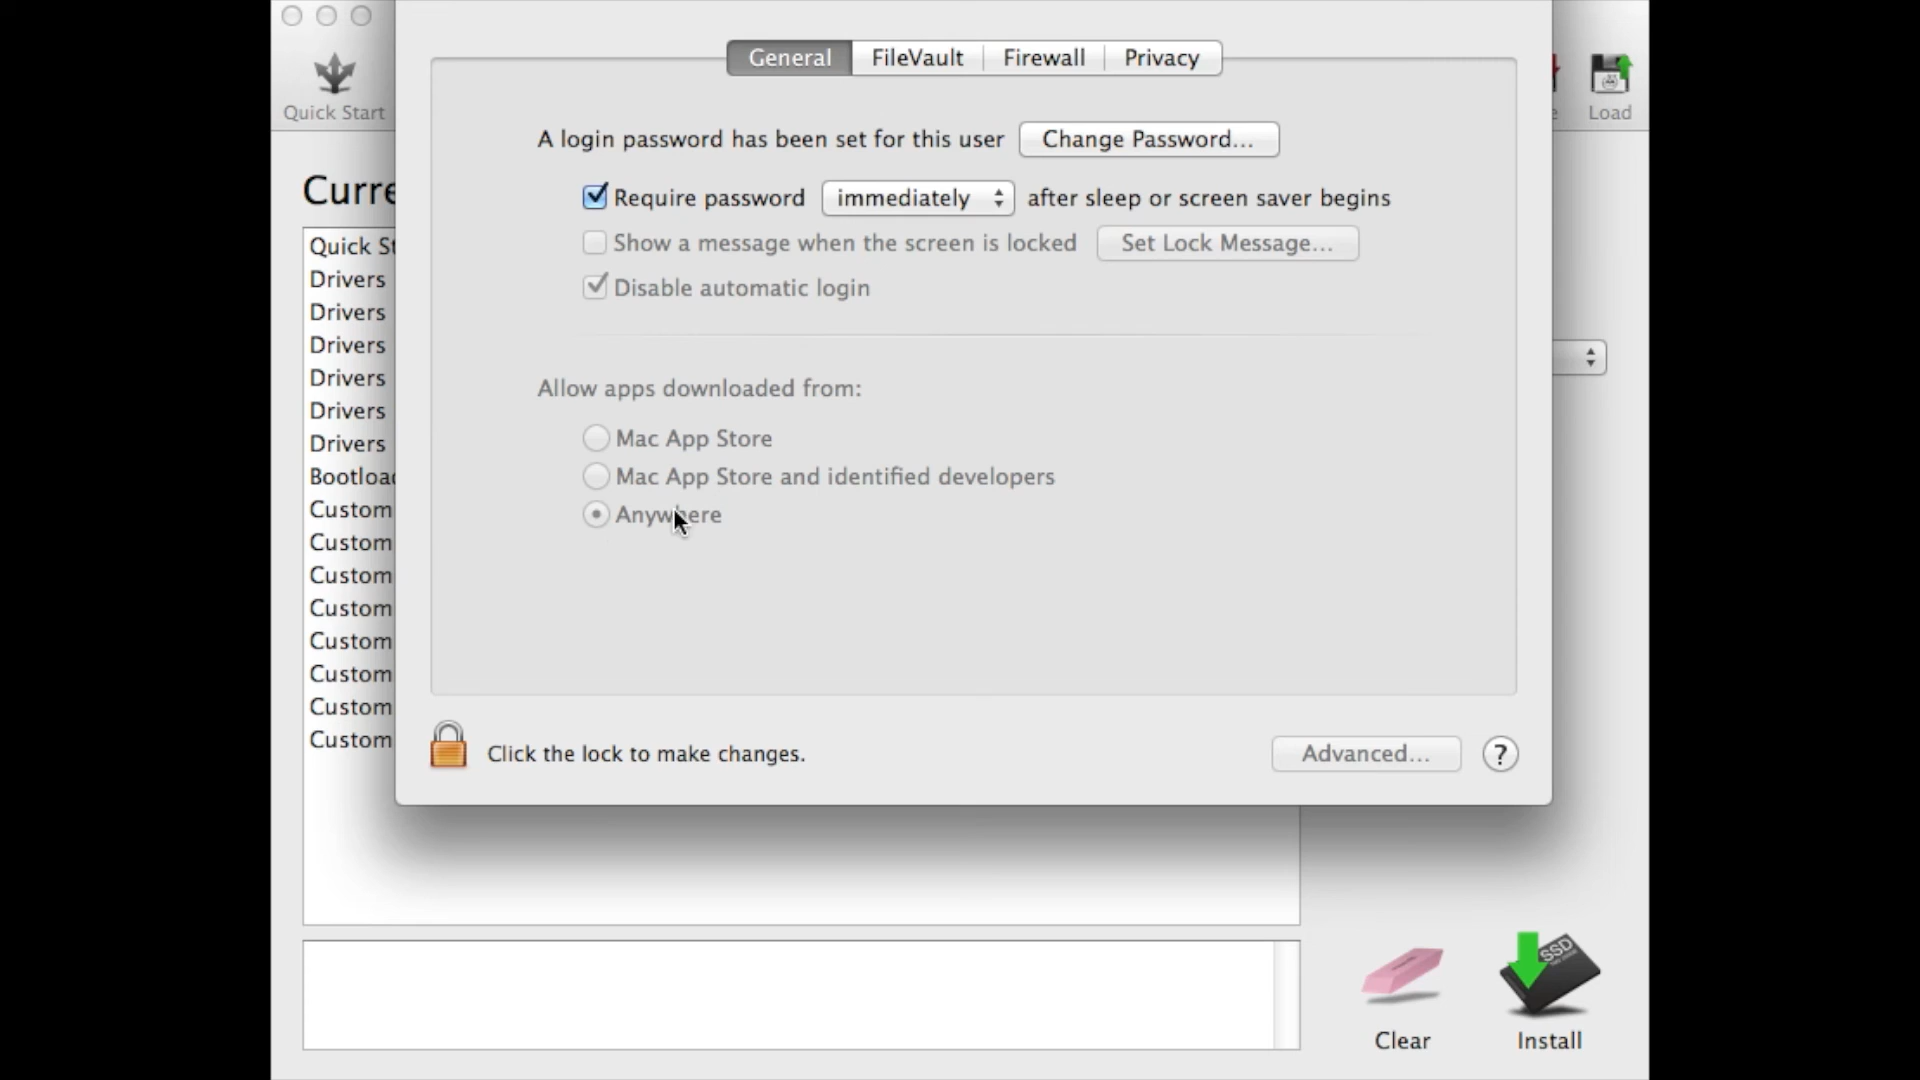 General FileVault Firewall Privacy
Quick Start
Load
A login password has been set for this user Change Password...
Require password immediately after sleep or screen saver begins
Show a message when the screen is locked Set Lock Message...
Disable automatic login
Allow apps downloaded from:
Mac App Store
Mac App Store and identified developers
Anywhere
Click the lock to make changes. Advanced... ?
Quick
Drivers
Drivers
Drivers
Drivers
Drivers
Drivers
Custom
Custom
Custom
Custom
Custom
Custom
Custom
Custom
SSD
Clear Install